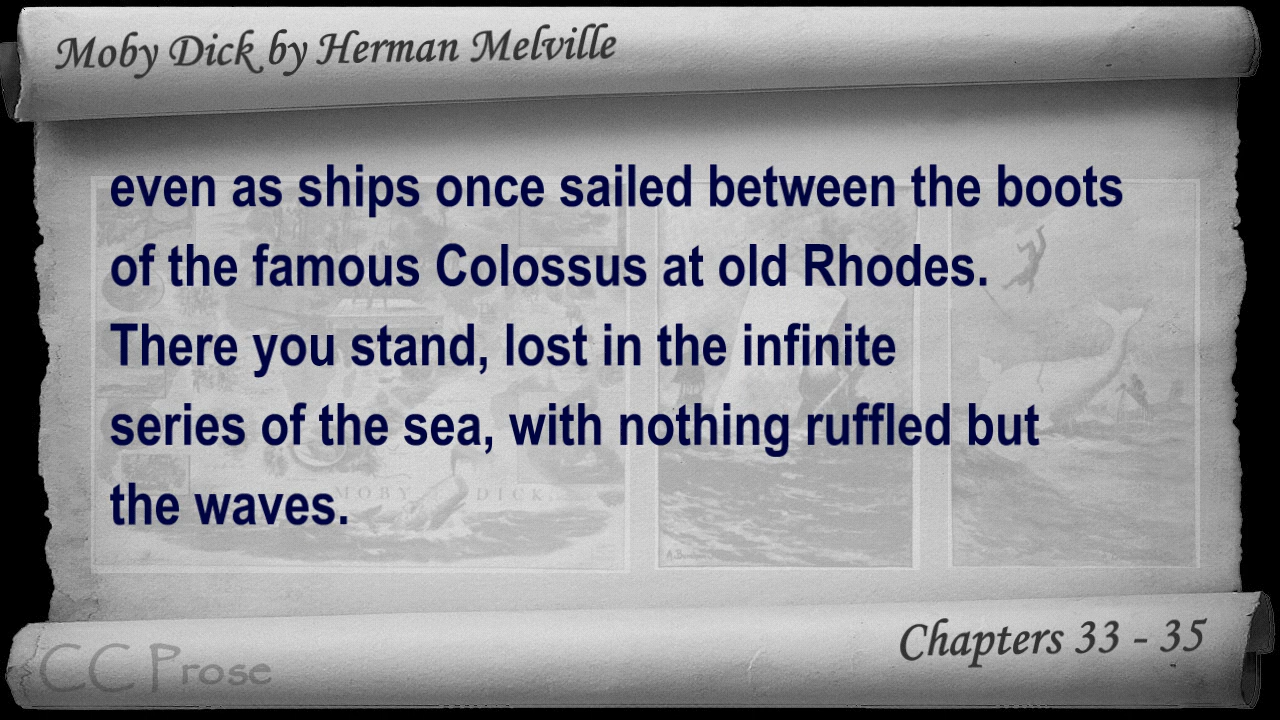 Moby Dick by Herman Melville
even as ships once sailed between the boots
of the famous Colossus at old Rhodes.
There you stand, lost in the infinite
series of the sea, with nothing ruffled but
the waves.
MOBY DICK
Chapters 33 - 35
CC Prose